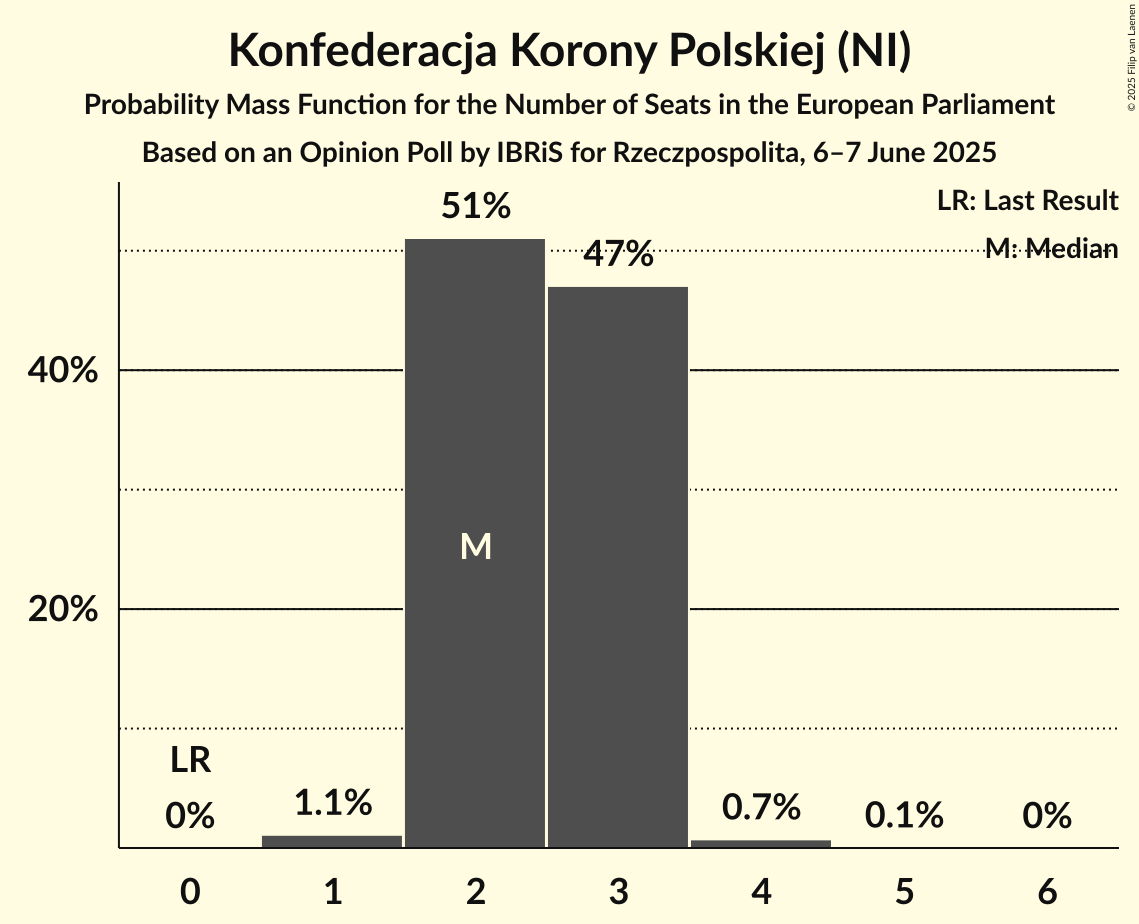 Konfederacja Korony Polskiej (NI)
Probability Mass Function for the Number of Seats in the European Parliament
Based on an Opinion Poll by IBRiS for Rzeczpospolita, 6–7 June 2025
© 2025 Filip van Laenen
LR: Last Result
M: Median
51%
47%
40%
M
20%
LR
0%
1.1%
0.7%
0.1%
0%
0 1 2 3 4 5 6